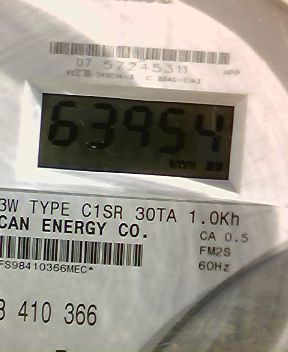 07 57245311
63954
kWh
3W TYPE C1SR 30TA 1.0Kh
CAN ENERGY CO.
CA 0.5
FM2S
60Hz
FS98410366MEC*
8 410 366